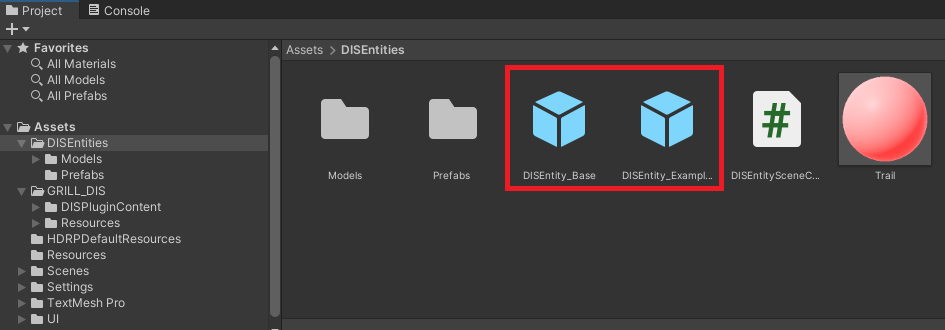 Project
Console
Favorites
All Materials
All Models
All Prefabs
Assets
DISEntities
Models
Prefabs
GRILL_DIS
DISPluginContent
Resources
HDRPDefaultResources
Resources
Scenes
Settings
TextMesh Pro
UI
Assets > DISEntities
Models
Prefabs
DISEntity_Base
DISEntity_Exampl...
#
DISEntitySceneC...
Trail